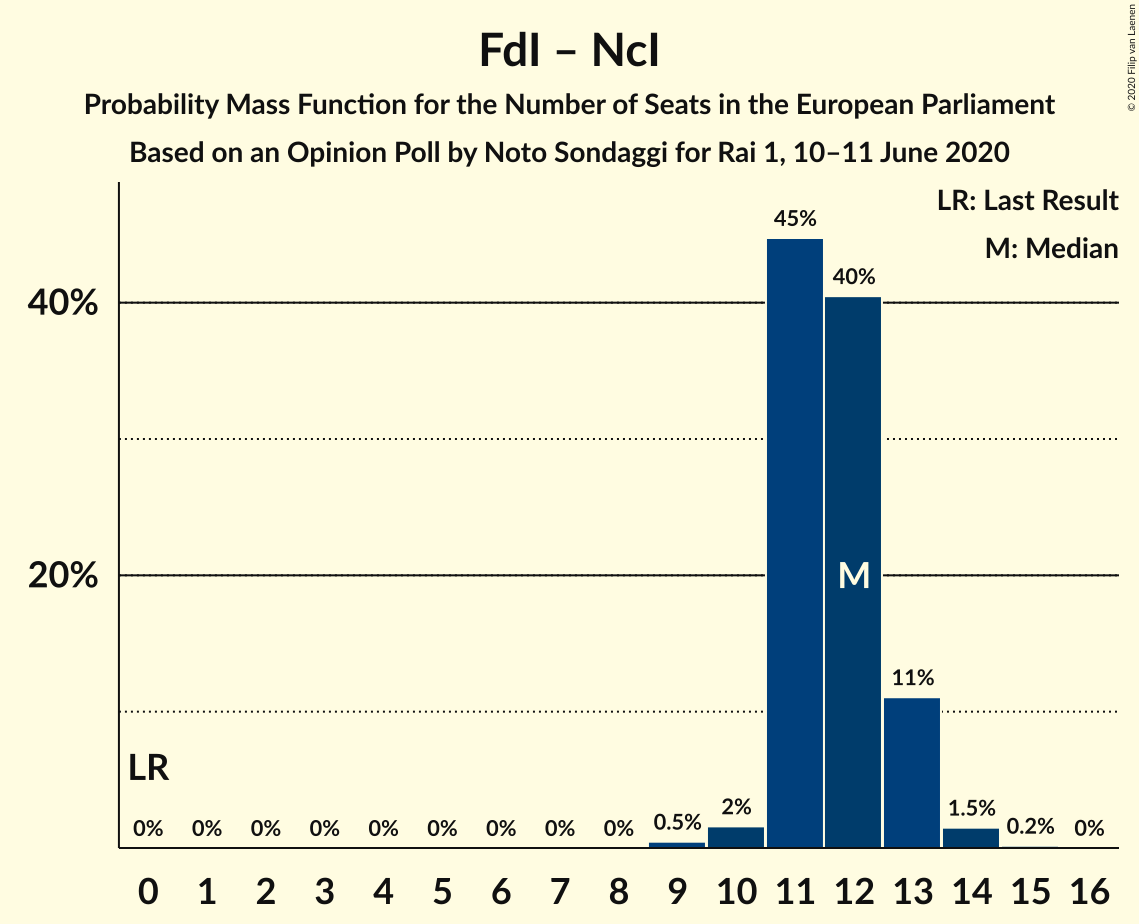 FdI – NcI
Probability Mass Function for the Number of Seats in the European Parliament
Based on an Opinion Poll by Noto Sondaggi for Rai 1, 10–11 June 2020
© 2020 Filip van Laenen
LR: Last Result
M: Median
45%
40%
40%
20%
M
11%
LR
0% 0% 0% 0% 0% 0% 0% 0% 0% 0.5% 2% 1.5% 0.2% 0%
0 1 2 3 4 5 6 7 8 9 10 11 12 13 14 15 16